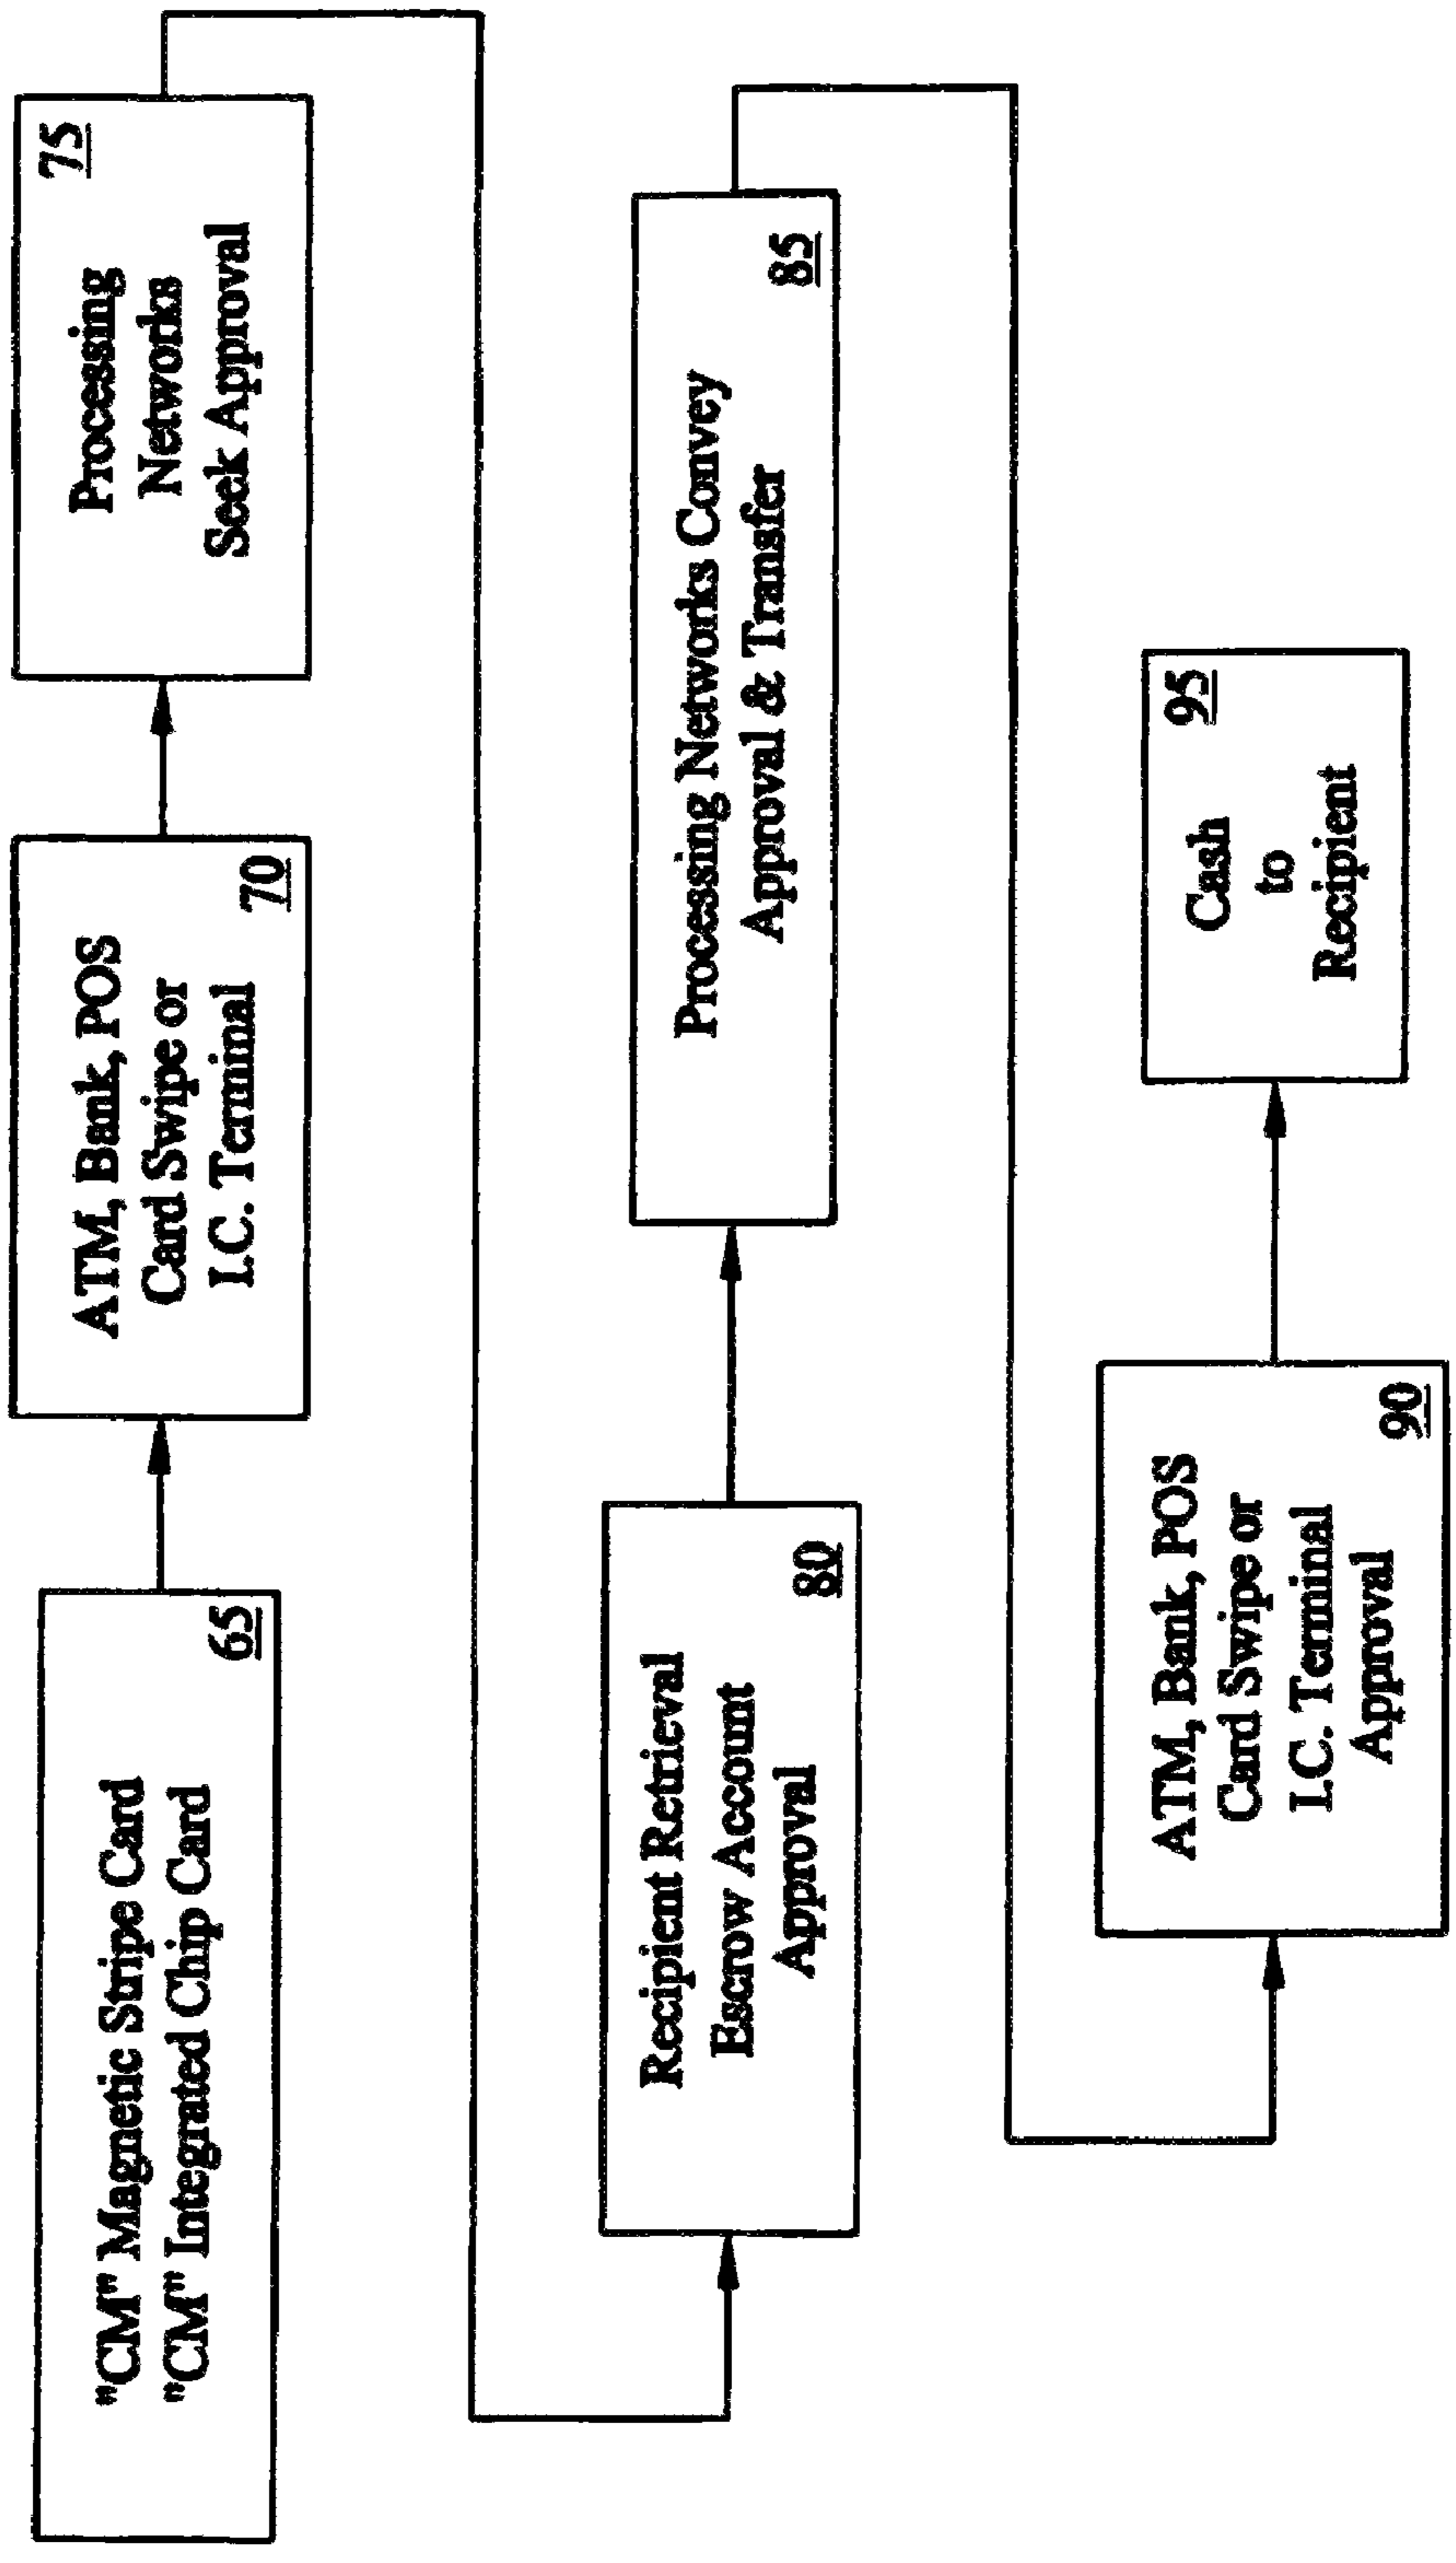 "CM" Magnetic Stripe Card
"CM" Integrated Chip Card
65
ATM, Bank, POS
Card Swipe or
I.C. Terminal
70
75
Processing
Networks
Seek Approval
Recipient Retrieval
Escrow Account
Approval
80
Processing Networks Convey
Approval & Transfer
85
ATM, Bank, POS
Card Swipe or
I.C. Terminal
Approval
90
95
Cash
to
Recipient